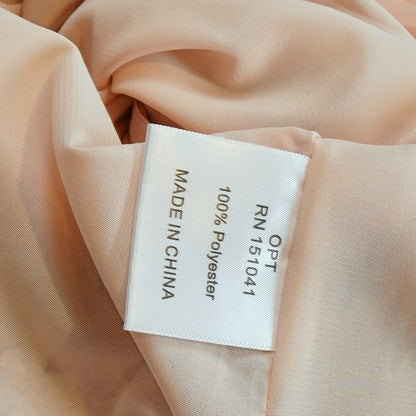 OPT
RN 151041
100% Polyester
MADE IN CHINA